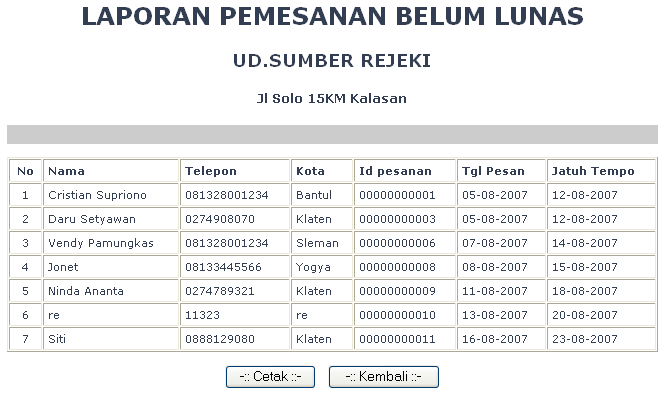 LAPORAN PEMESANAN BELUM LUNAS
UD.SUMBER REJEKI
Jl Solo 15KM Kalasan
No Nama Telepon Kota Id pesanan Tgl Pesan Jatuh Tempo
1 Cristian Supriono 081328001234 Bantul 00000000001 05-08-2007 12-08-2007
2 Daru Setyawan 0274908070 Klaten 00000000003 05-08-2007 12-08-2007
3 Vendy Pamungkas 081328001234 Sleman 00000000006 07-08-2007 14-08-2007
4 Jonet 08133445566 Yogya 00000000008 08-08-2007 15-08-2007
5 Ninda Ananta 0274789321 Klaten 00000000009 11-08-2007 18-08-2007
6 re 11323 re 00000000010 13-08-2007 20-08-2007
7 Siti 0888129080 Klaten 00000000011 16-08-2007 23-08-2007
-:: Cetak ::- -:: Kembali ::-